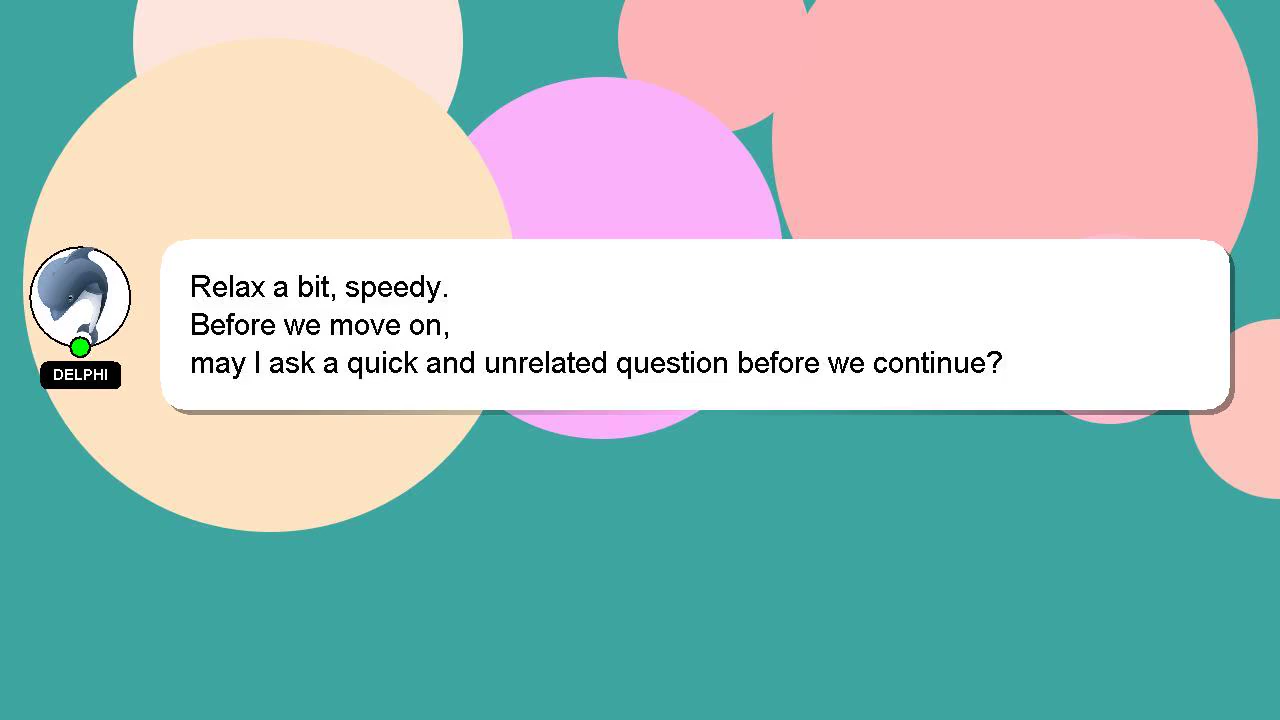 Relax a bit, speedy.
Before we move on,
may I ask a quick and unrelated question before we continue?
DELPHI